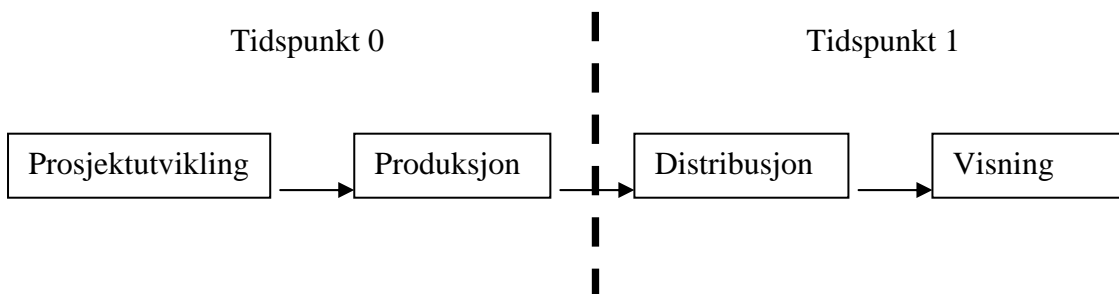 Tidspunkt 0
Tidspunkt 1
Prosjektutvikling
Produksjon
Distribusjon
Visning